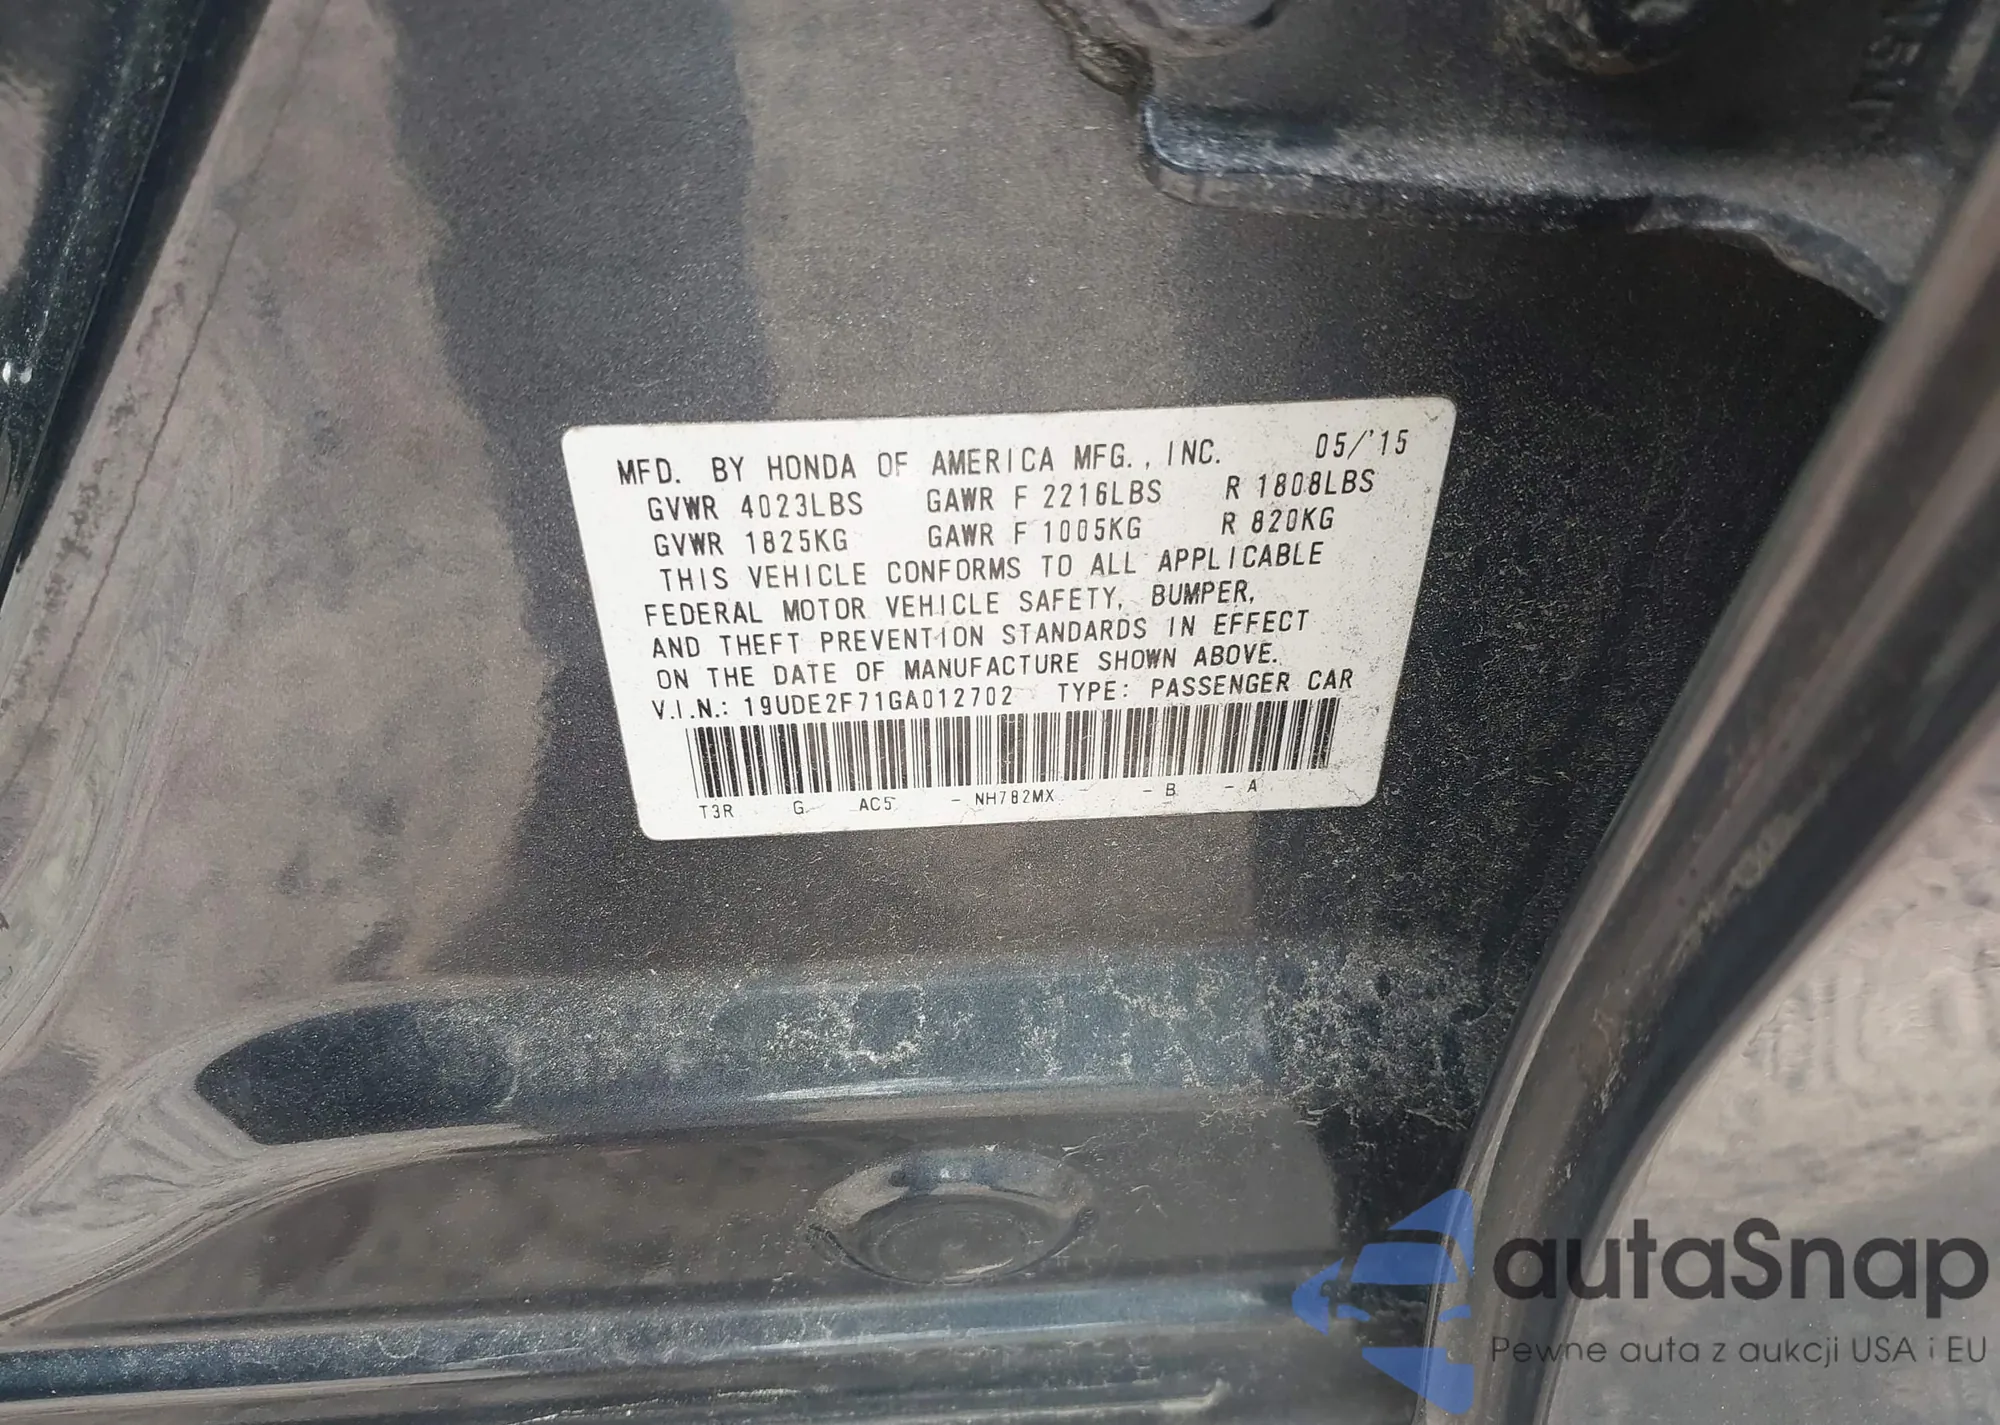 MFD. BY HONDA OF AMERICA MFG., INC. 05/'15
GVWR 4023LBS GAWR F 2216LBS R 1808LBS
GVWR 1825KG GAWR F 1005KG R 820KG
THIS VEHICLE CONFORMS TO ALL APPLICABLE
FEDERAL MOTOR VEHICLE SAFETY, BUMPER,
AND THEFT PREVENTION STANDARDS IN EFFECT
ON THE DATE OF MANUFACTURE SHOWN ABOVE.
V.I.N.: 19UDE2F71GA012702 TYPE: PASSENGER CAR
T3R G AC5 - NH782MX - - B - A
autaSnap
Pewne auta z aukcji USA i EU